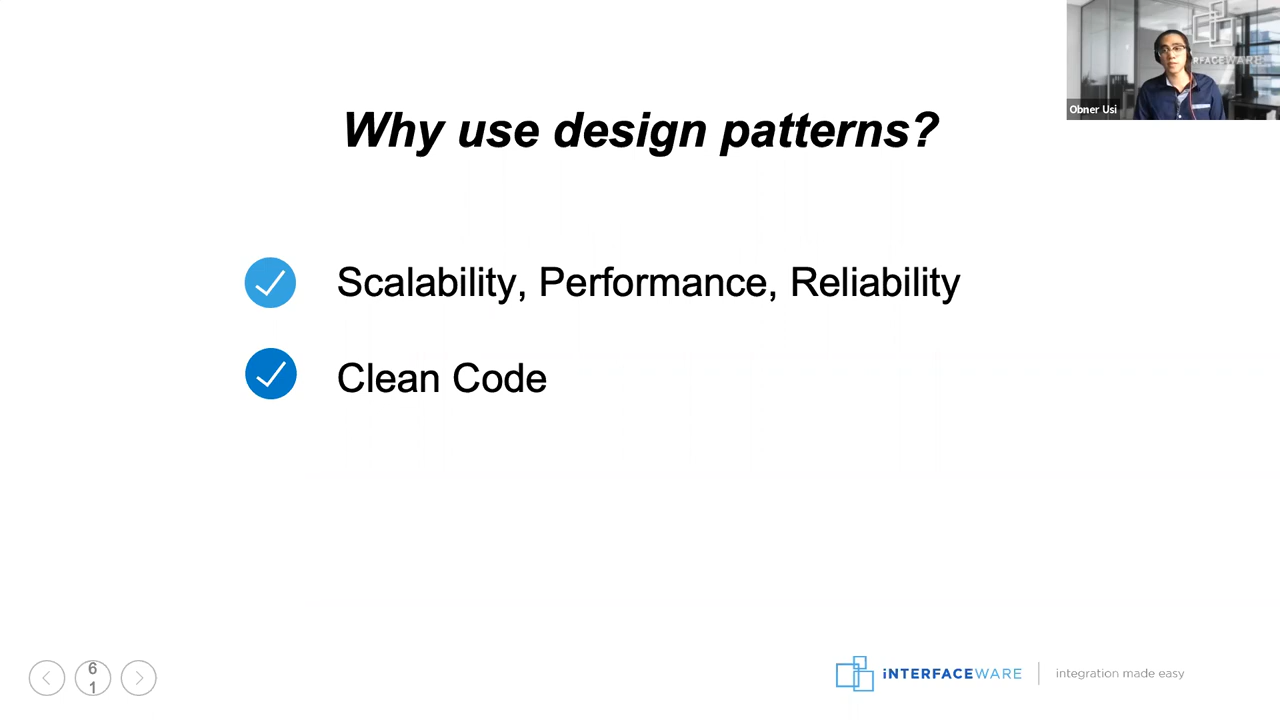 Why use design patterns?
Obner Usi
Scalability, Performance, Reliability
Clean Code
6
1
iNTERFACEWARE
integration made easy